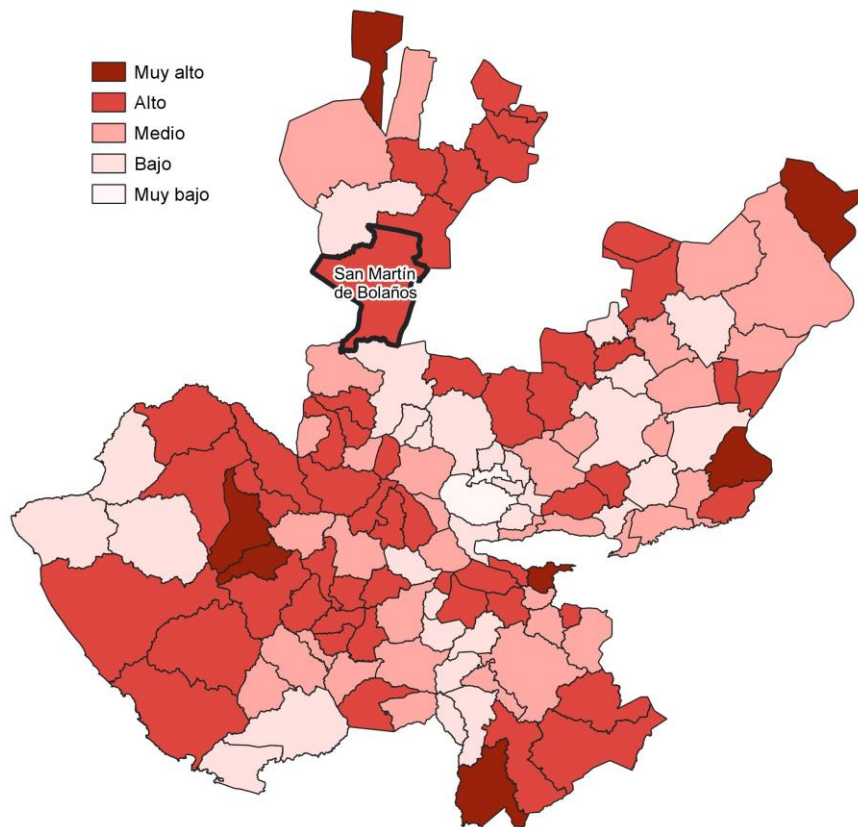 Muy alto
Alto
Medio
Bajo
Muy bajo
San Martín
de Bolaños